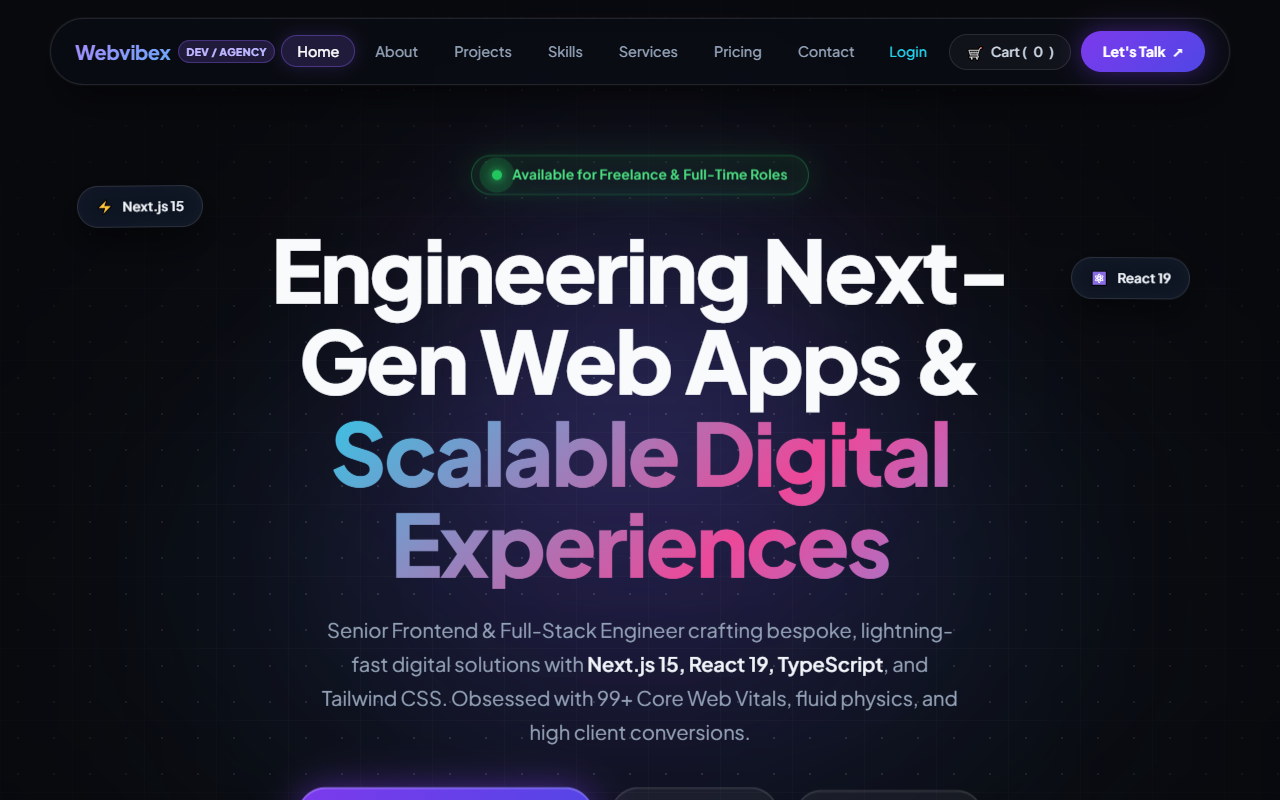 Webvibex DEV / AGENCY Home About Projects Skills Services Pricing Contact Login Cart ( 0 ) Let's Talk ↗
Available for Freelance & Full-Time Roles
Next.js 15
Engineering Next-
React 19
Gen Web Apps &
Scalable Digital
Experiences
Senior Frontend & Full-Stack Engineer crafting bespoke, lightning-
fast digital solutions with Next.js 15, React 19, TypeScript, and
Tailwind CSS. Obsessed with 99+ Core Web Vitals, fluid physics, and
high client conversions.